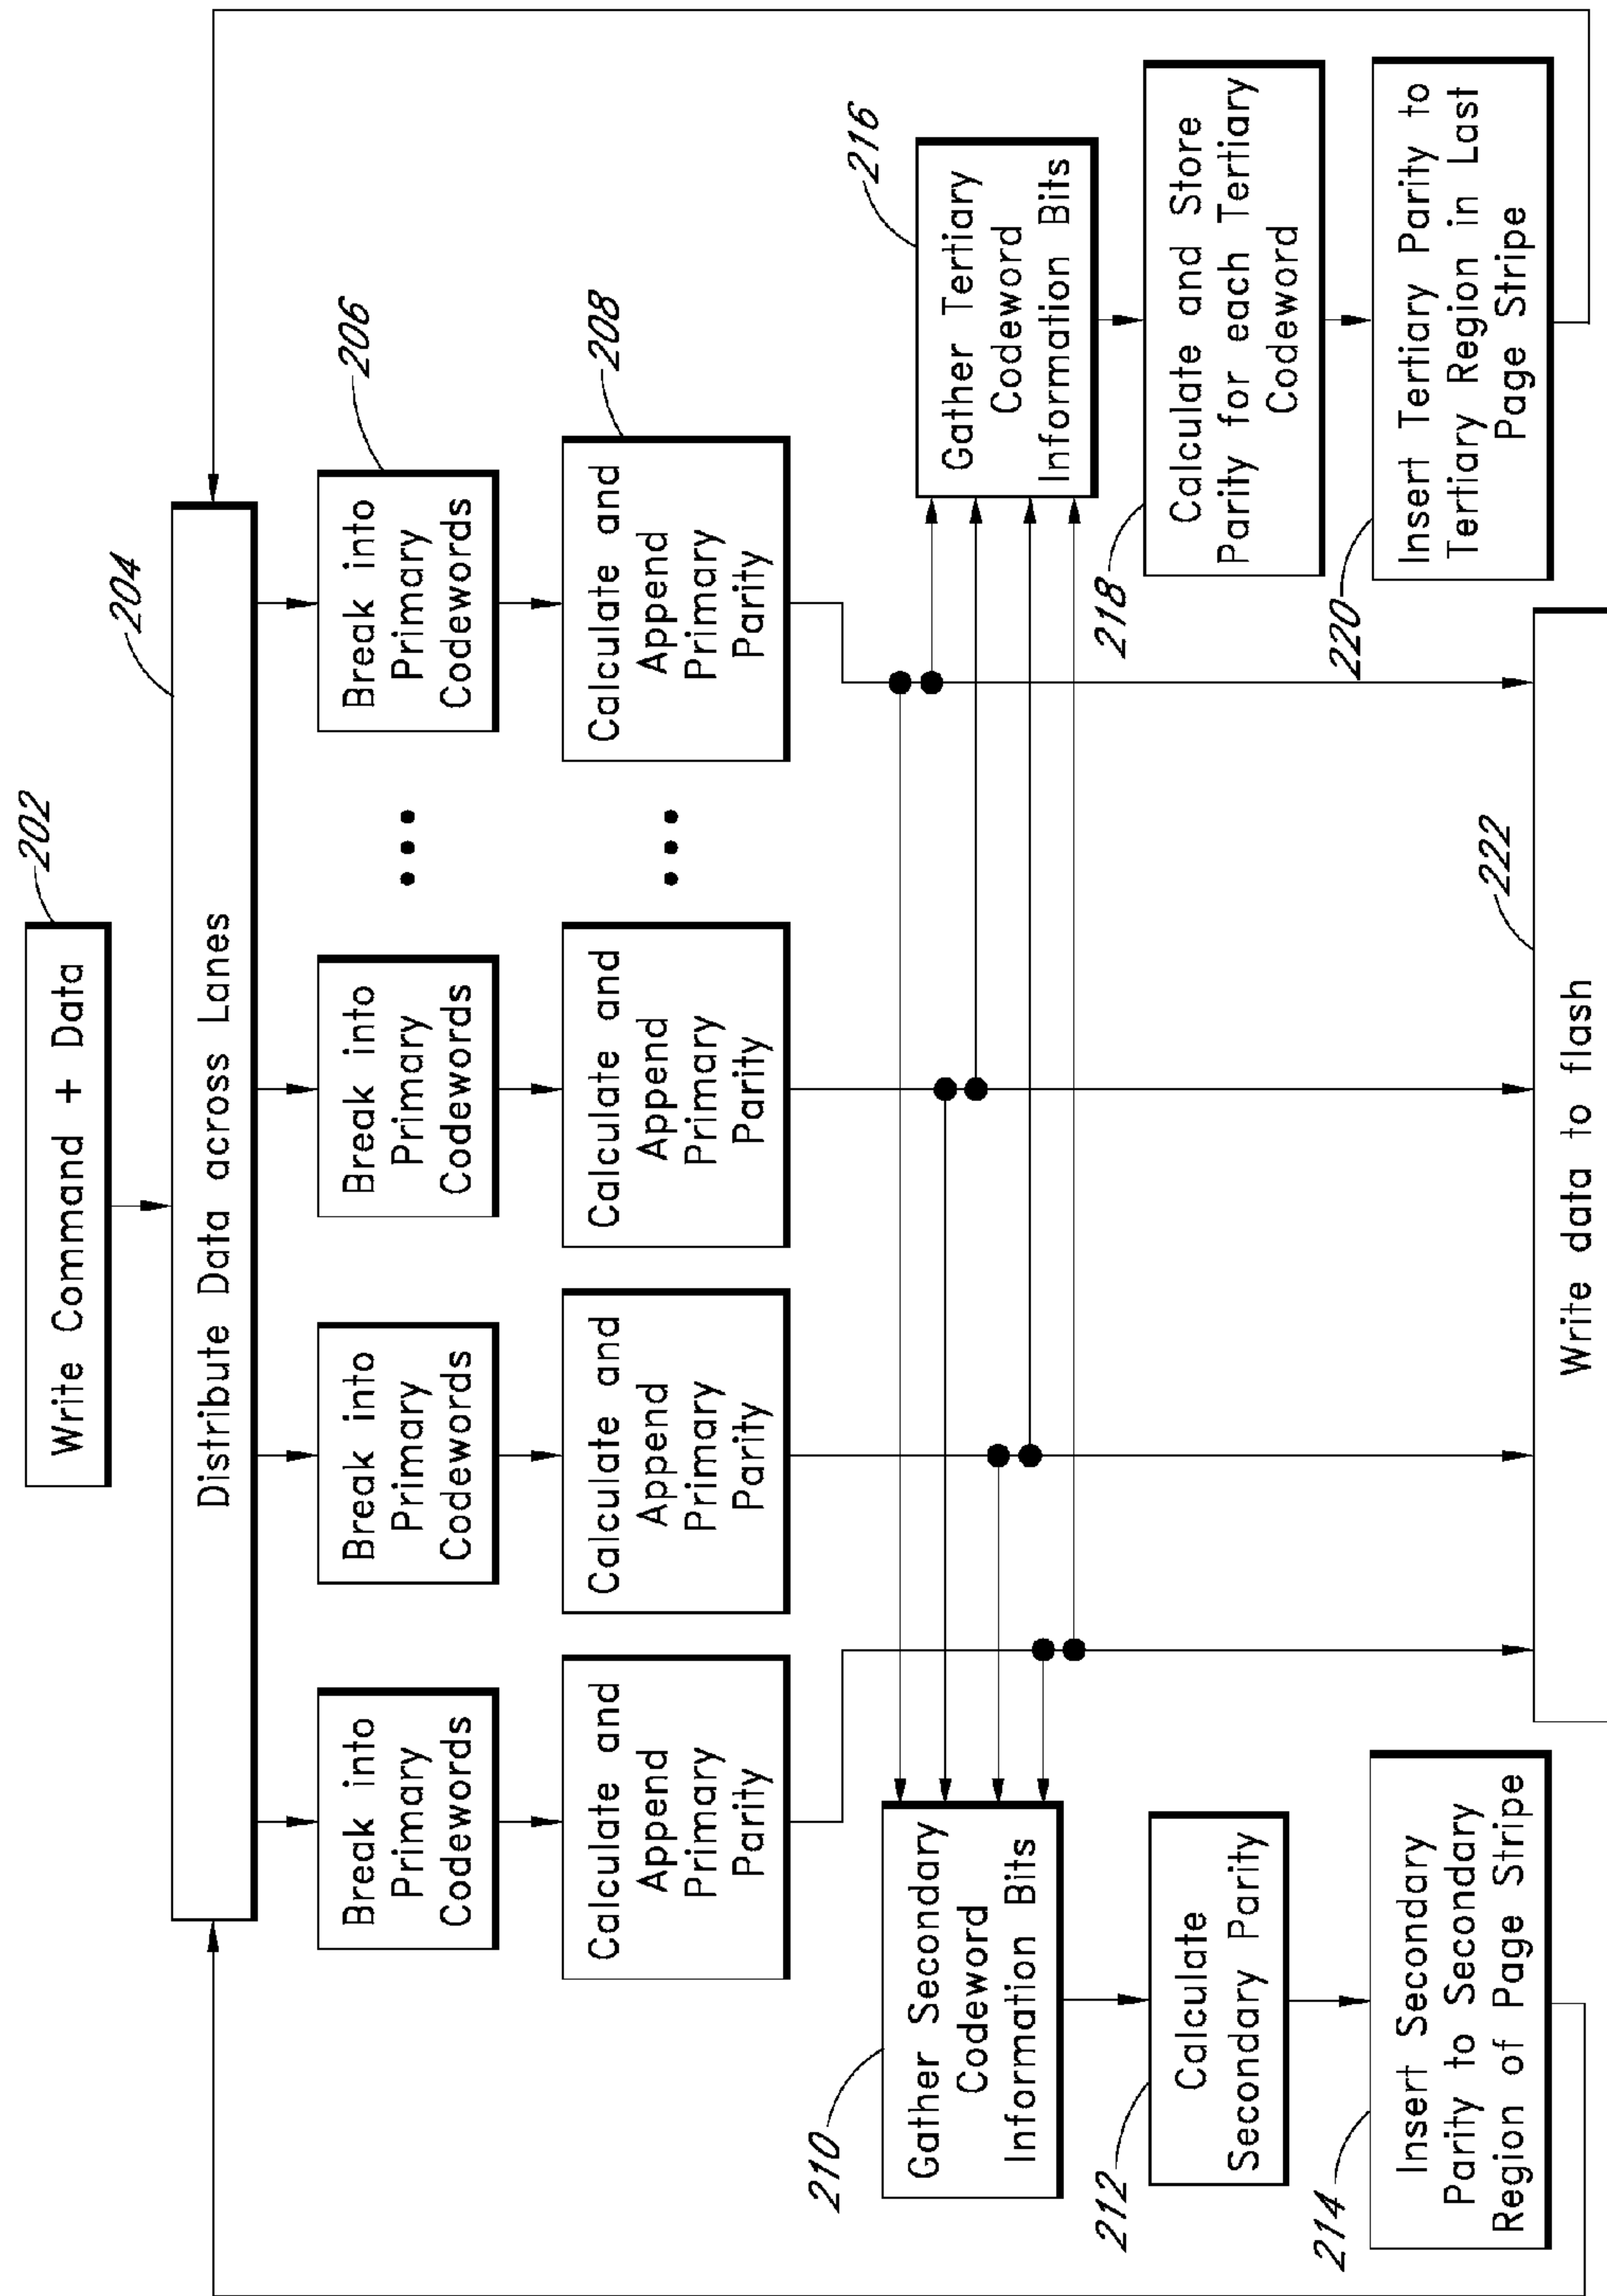 202
Write Command + Data
204
Distribute Data across Lanes
206
Break into
Primary
Codewords
Break into
Primary
Codewords
Break into
Primary
Codewords
Break into
Primary
Codewords
208
Calculate and
Append
Primary
Parity
Calculate and
Append
Primary
Parity
Calculate and
Append
Primary
Parity
Calculate and
Append
Primary
Parity
210
Gather Secondary
Codeword
Information Bits
212
Calculate
Secondary Parity
214
Insert Secondary
Parity to Secondary
Region of Page Stripe
216
Gather Tertiary
Codeword
Information Bits
218
Calculate and Store
Parity for each Tertiary
Codeword
220
Insert Tertiary Parity to
Tertiary Region in Last
Page Stripe
222
Write data to flash